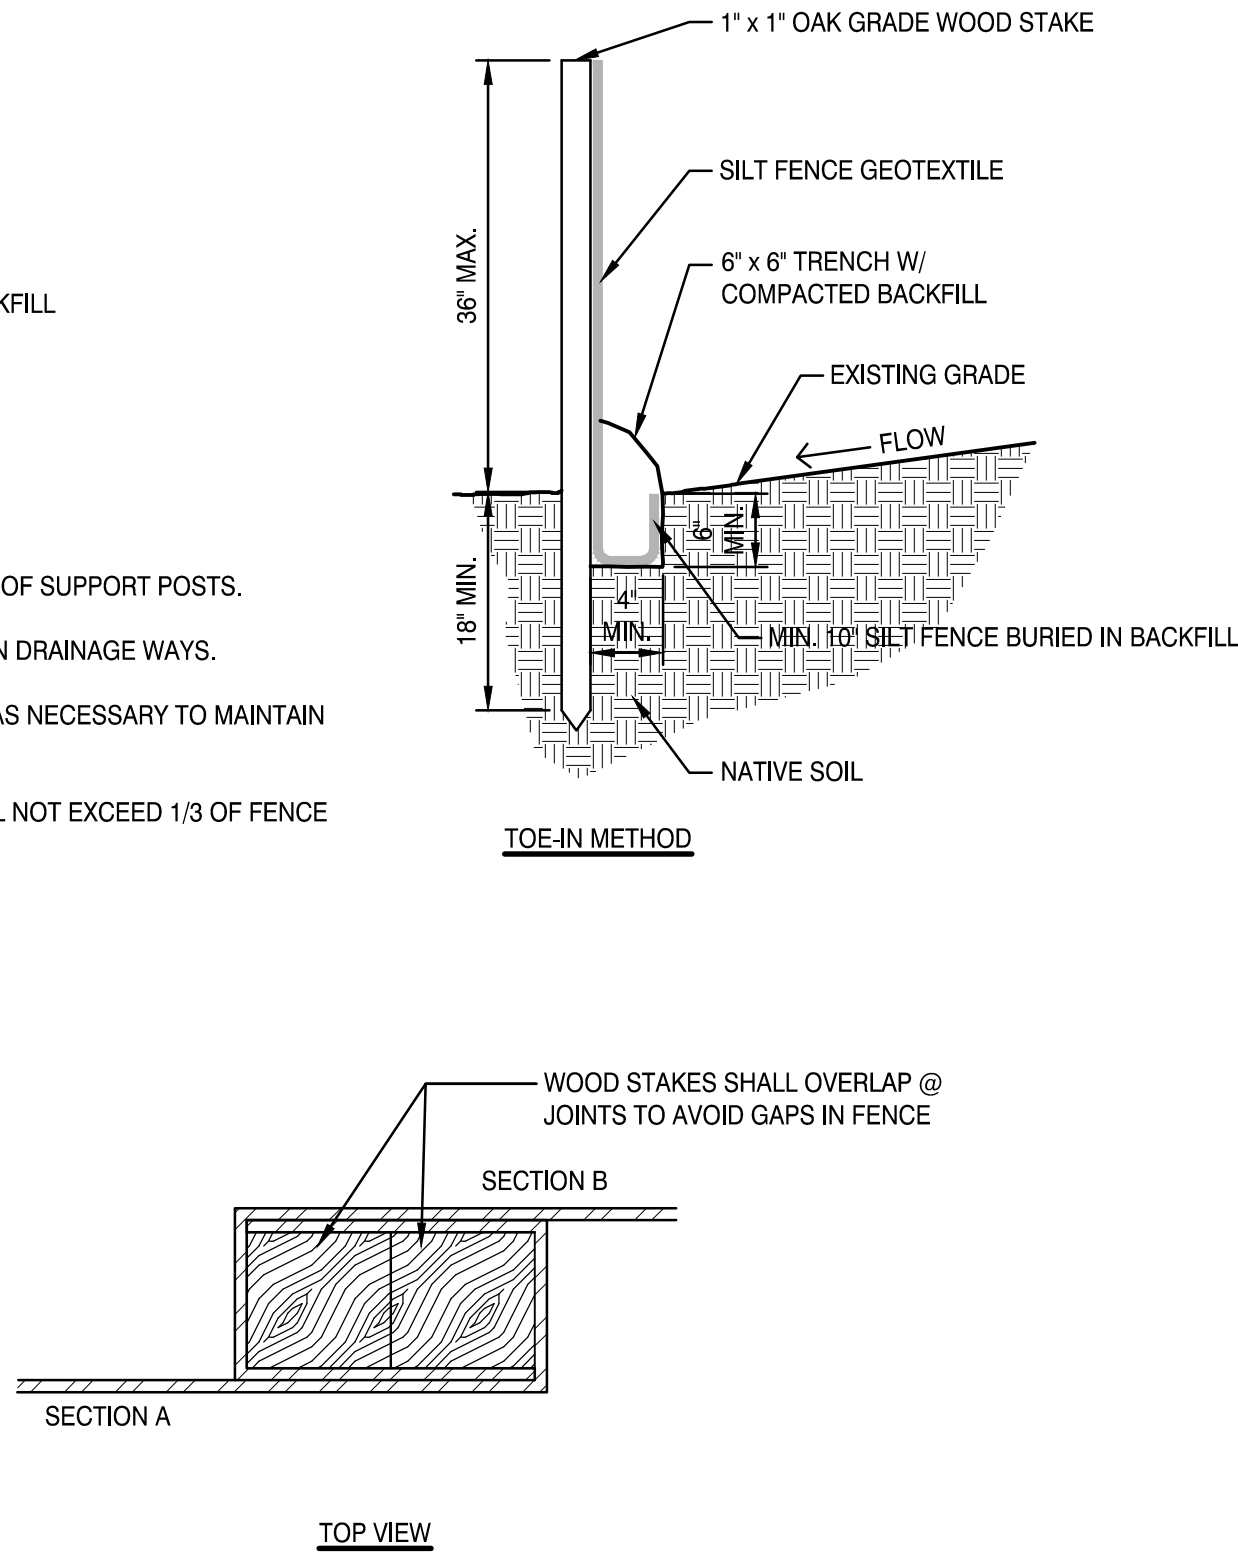 1" x 1" OAK GRADE WOOD STAKE
SILT FENCE GEOTEXTILE
36" MAX.
6" x 6" TRENCH W/
COMPACTED BACKFILL
EXISTING GRADE
FLOW
6"
MIN.
18" MIN.
4"
MIN.
MIN. 10" SILT FENCE BURIED IN BACKFILL
NATIVE SOIL
TOE-IN METHOD
KFILL
OF SUPPORT POSTS.
N DRAINAGE WAYS.
AS NECESSARY TO MAINTAIN
L NOT EXCEED 1/3 OF FENCE
WOOD STAKES SHALL OVERLAP @
JOINTS TO AVOID GAPS IN FENCE
SECTION B
SECTION A
TOP VIEW